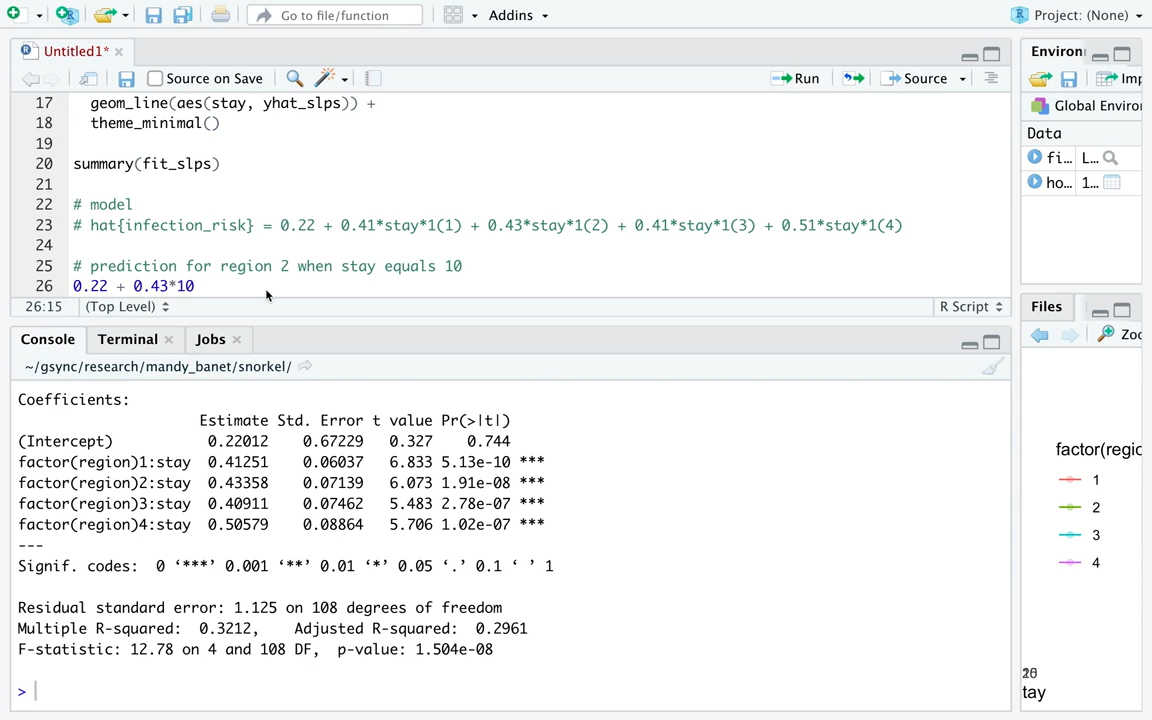 Go to file/function
Addins
Project: (None)
Untitled1*
Source on Save
Run
Source
17 geom_line(aes(stay, yhat_slps)) +
18 theme_minimal()
19
20 summary(fit_slps)
21
22 # model
23 # hat{infection_risk} = 0.22 + 0.41*stay*1(1) + 0.43*stay*1(2) + 0.41*stay*1(3) + 0.51*stay*1(4)
24
25 # prediction for region 2 when stay equals 10
26 0.22 + 0.43*10
26:15 (Top Level) R Script
Console Terminal Jobs
~/gsync/research/mandy_banet/snorkel/
Coefficients:
Estimate Std. Error t value Pr(>|t|)
(Intercept) 0.22012 0.67229 0.327 0.744
factor(region)1:stay 0.41251 0.06037 6.833 5.13e-10 ***
factor(region)2:stay 0.43358 0.07139 6.073 1.91e-08 ***
factor(region)3:stay 0.40911 0.07462 5.483 2.78e-07 ***
factor(region)4:stay 0.50579 0.08864 5.706 1.02e-07 ***
---
Signif. codes: 0 ‘***’ 0.001 ‘**’ 0.01 ‘*’ 0.05 ‘.’ 0.1 ‘ ’ 1
Residual standard error: 1.125 on 108 degrees of freedom
Multiple R-squared: 0.3212, Adjusted R-squared: 0.2961
F-statistic: 12.78 on 4 and 108 DF, p-value: 1.504e-08
>
Environ
Imp
Global Enviro
Data
fi... L...
ho... 1...
Files
Zoo
factor(regio
1
2
3
4
tay